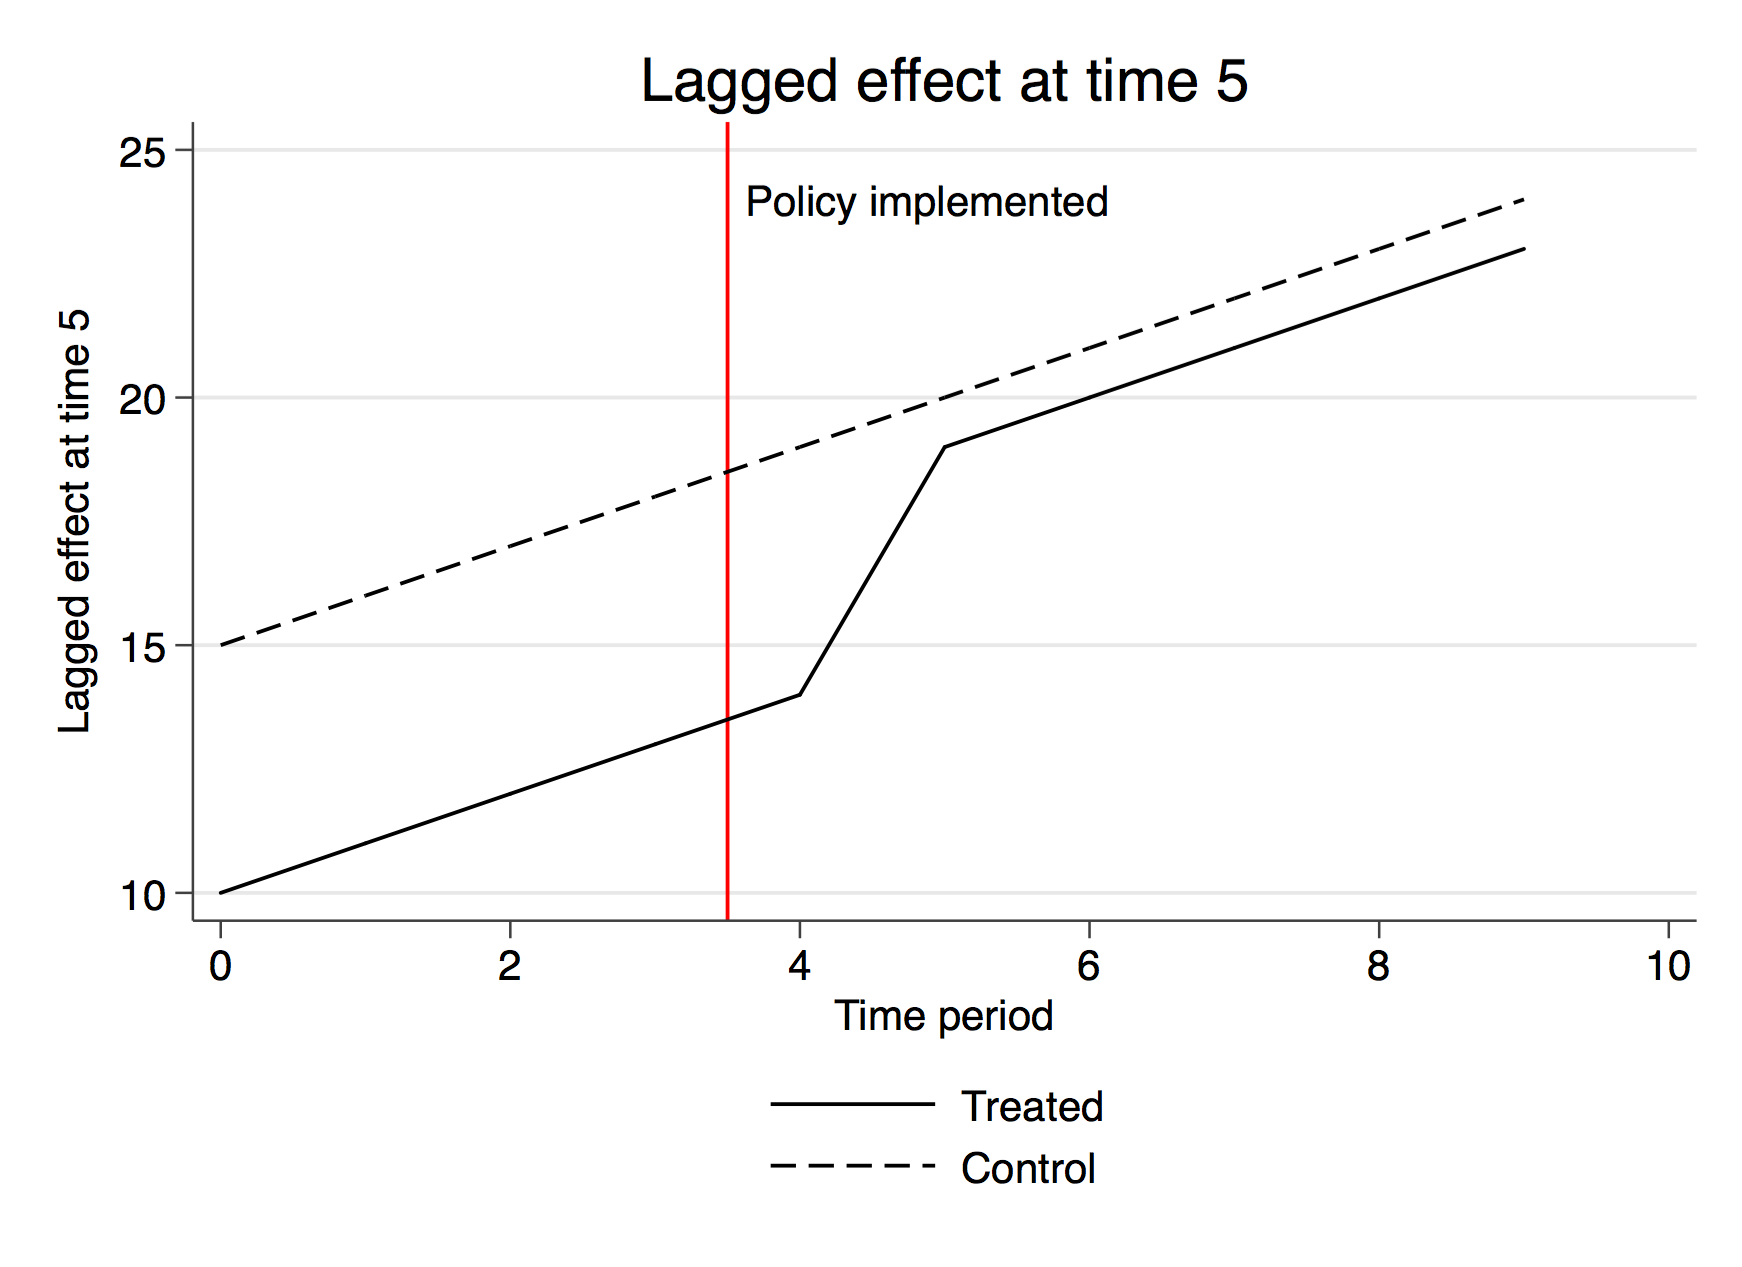 Lagged effect at time 5
25
Policy implemented
20
15
10
Lagged effect at time 5
0 2 4 6 8 10
Time period
Treated
Control